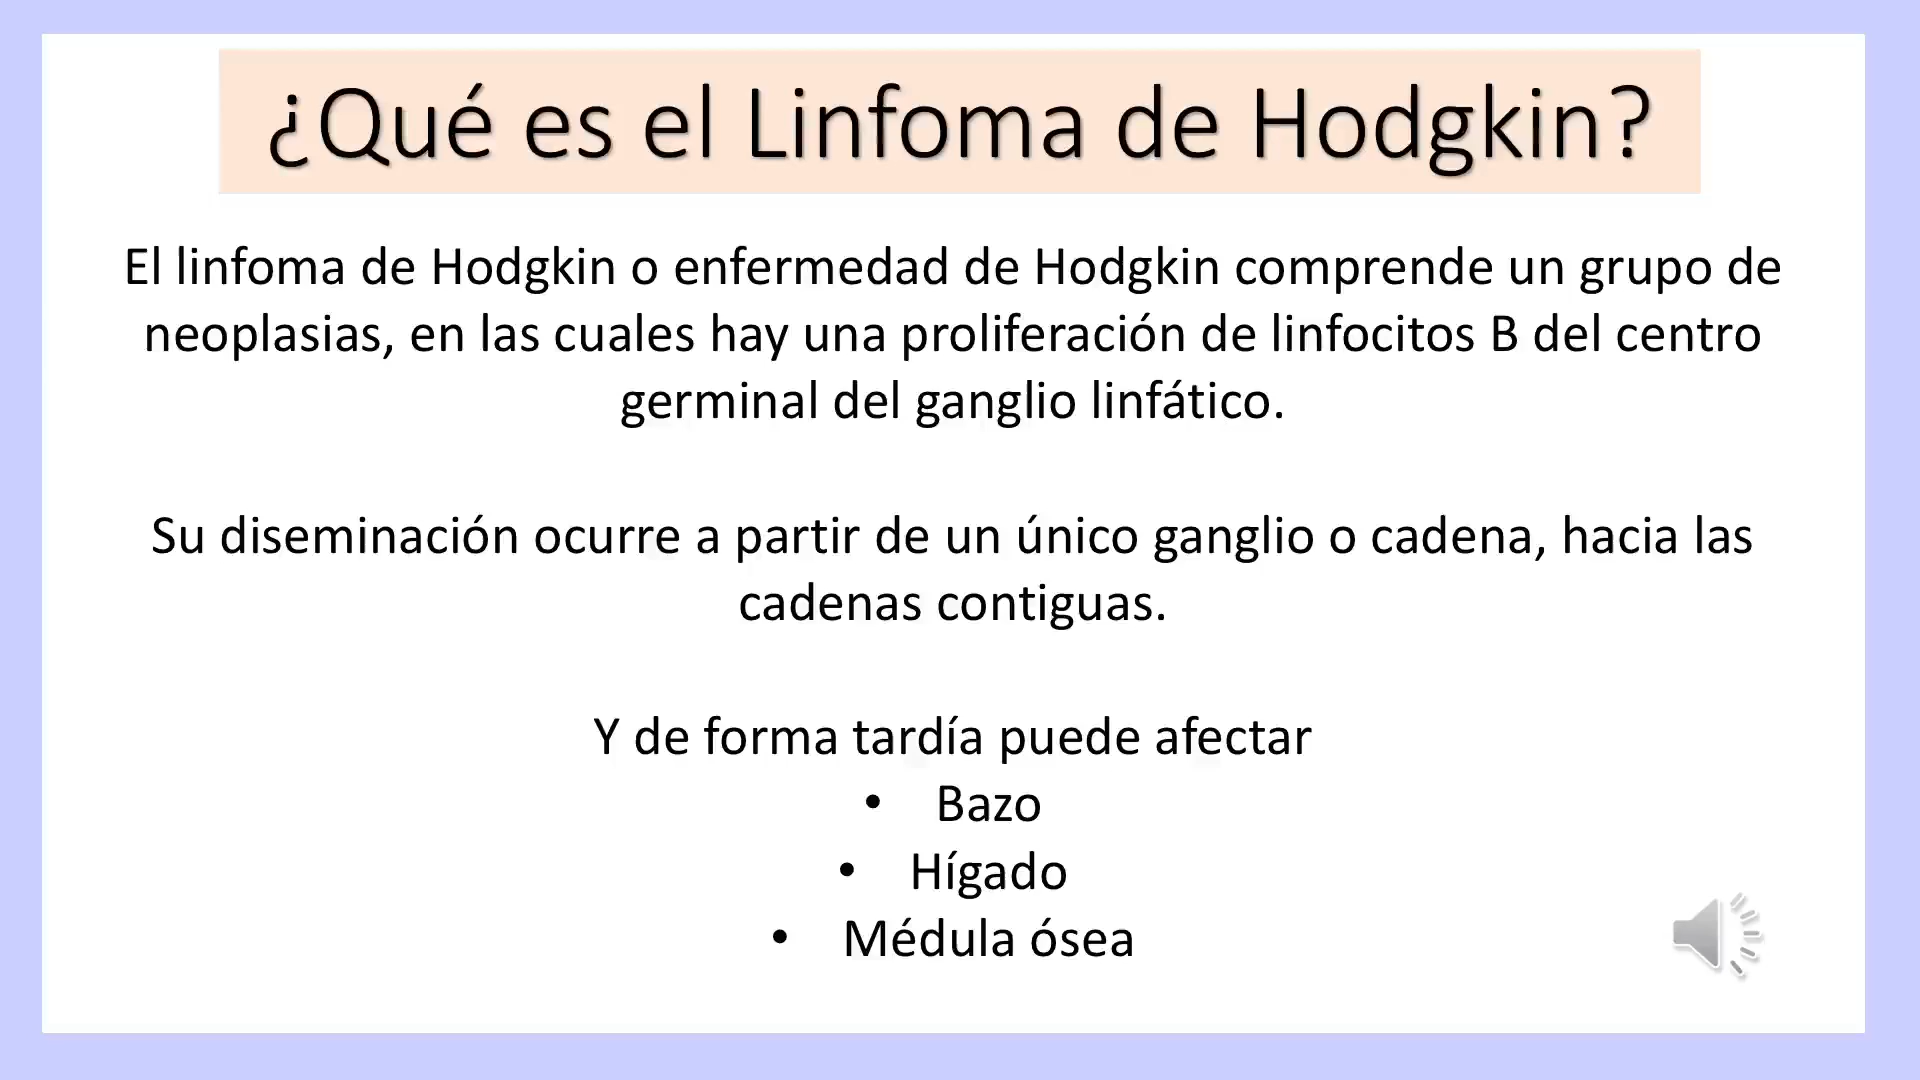 ¿Qué es el Linfoma de Hodgkin?
El linfoma de Hodgkin o enfermedad de Hodgkin comprende un grupo de
neoplasias, en las cuales hay una proliferación de linfocitos B del centro
germinal del ganglio linfático.
Su diseminación ocurre a partir de un único ganglio o cadena, hacia las
cadenas contiguas.
Y de forma tardía puede afectar
• Bazo
• Hígado
• Médula ósea